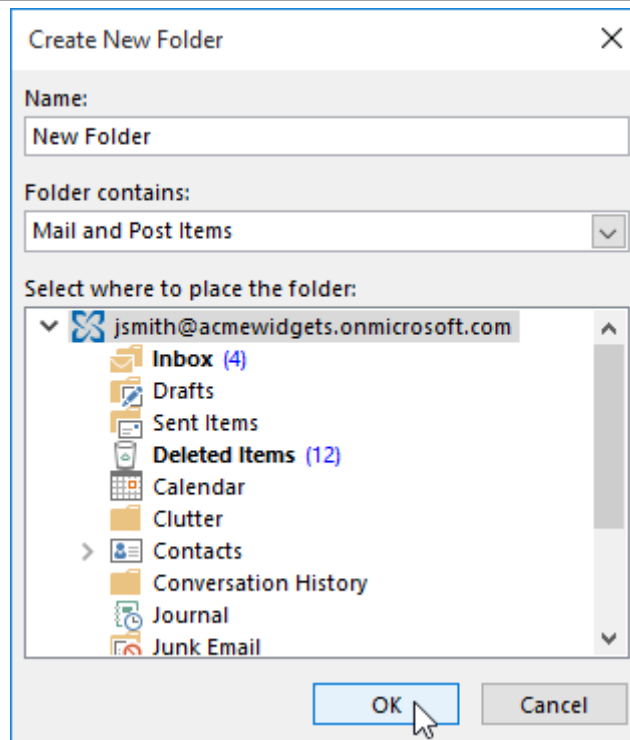 Create New Folder
Name:
New Folder
Folder contains:
Mail and Post Items
Select where to place the folder:
jsmith@acmewidgets.onmicrosoft.com
Inbox (4)
Drafts
Sent Items
Deleted Items (12)
Calendar
Clutter
Contacts
Conversation History
Journal
Junk Email
OK Cancel